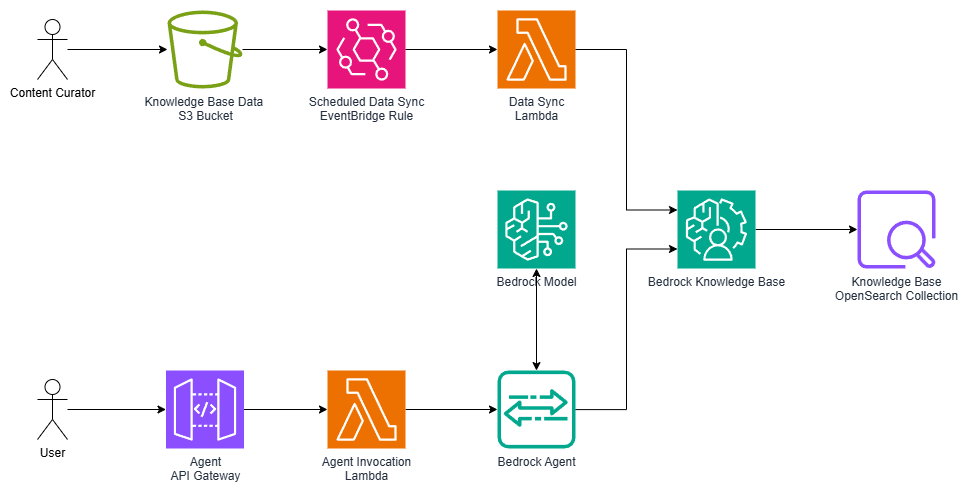 Content Curator
Knowledge Base Data
S3 Bucket
Scheduled Data Sync
EventBridge Rule
Data Sync
Lambda
Bedrock Model
Bedrock Knowledge Base
Knowledge Base
OpenSearch Collection
User
</>
Agent
API Gateway
Agent Invocation
Lambda
Bedrock Agent